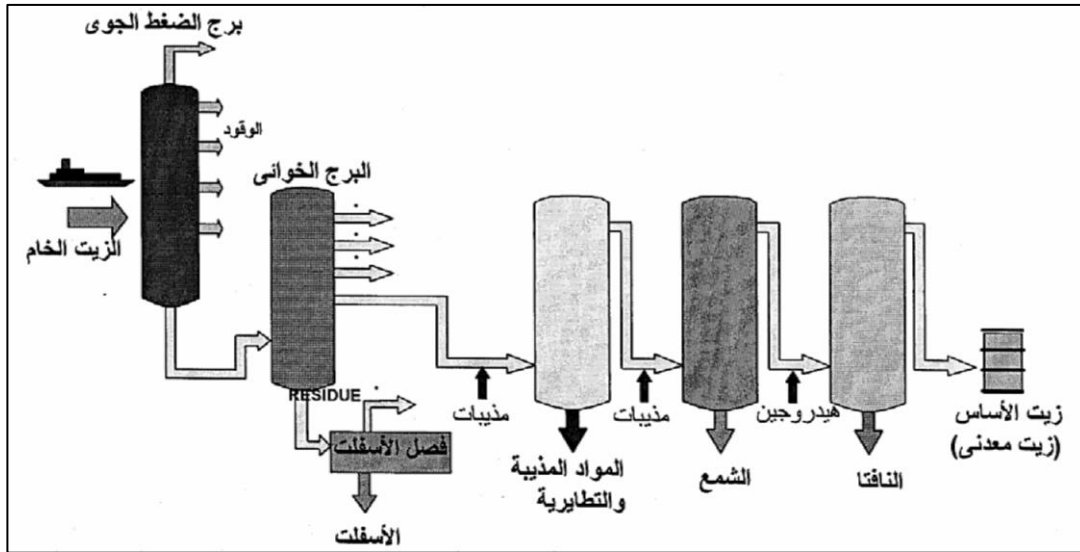 برج الضغط الجوى
الوقود
البرج الخوائى
الزيت الخام
RESIDUE
مذيبات
مذيبات
هيدروجين
زيت الأساس
(زيت معدنى)
فصل الأسفلت
المواد المذيبة
والتطايرية
الشمع
النافتا
الأسفلت